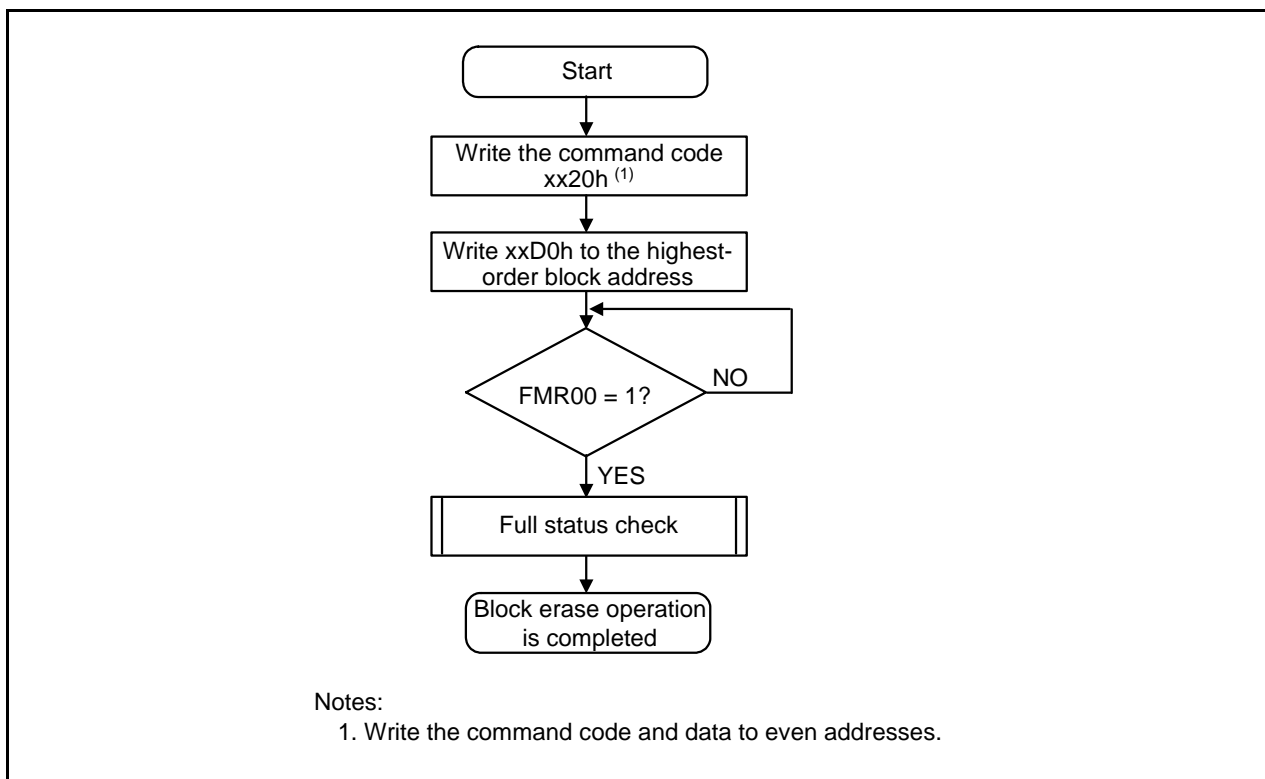 Start
Write the command code
xx20h (1)
Write xxD0h to the highest-
order block address
FMR00 = 1?
NO
YES
Full status check
Block erase operation
is completed
Notes:
1. Write the command code and data to even addresses.